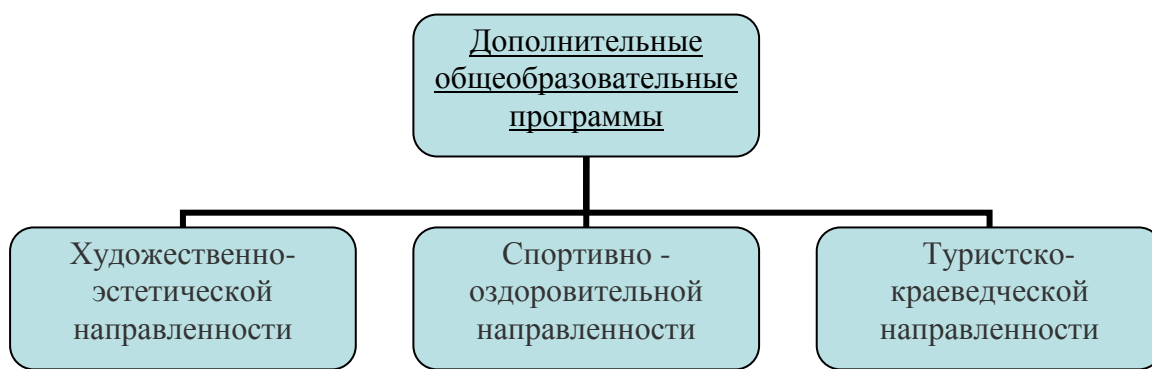 Дополнительные
общеобразовательные
программы
Художественно-
эстетической
направленности
Спортивно -
оздоровительной
направленности
Туристско-
краеведческой
направленности